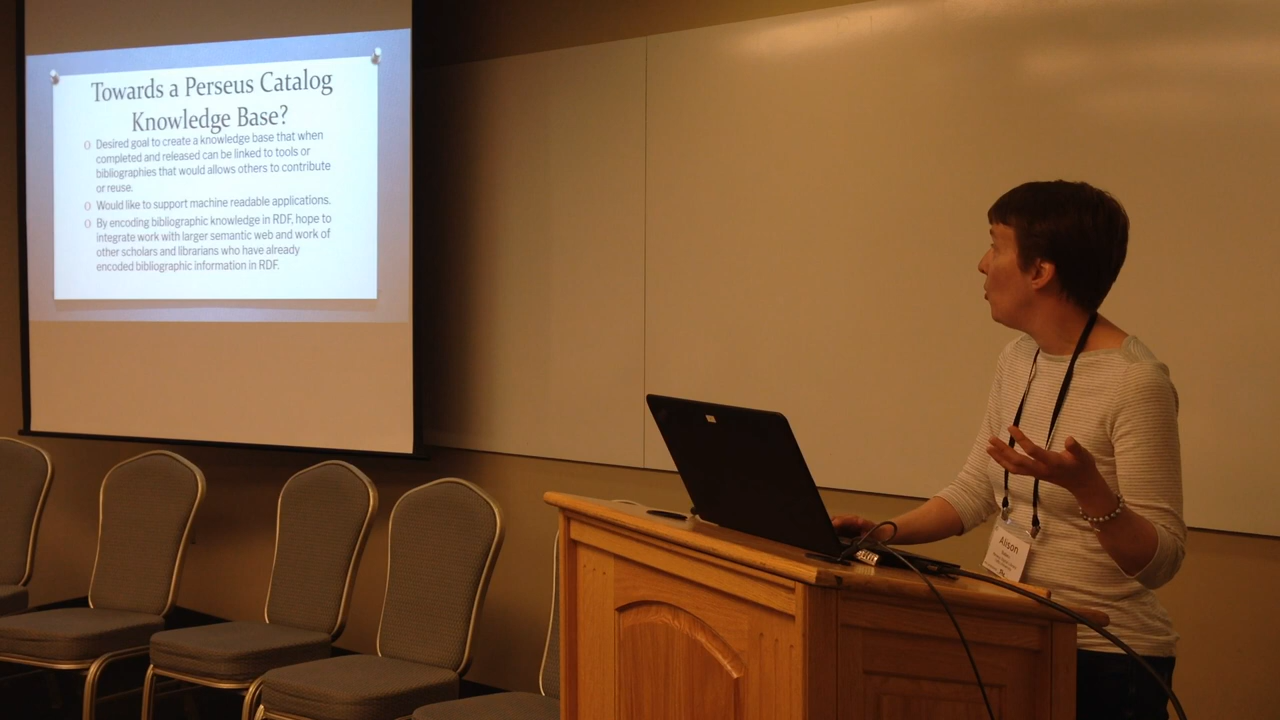 Towards a Perseus Catalog
Knowledge Base?
Desired goal to create a knowledge base that when
completed and released can be linked to tools or
bibliographies that would allows others to contribute
or reuse.
Would like to support machine readable applications.
By encoding bibliographic knowledge in RDF, hope to
integrate work with larger semantic web and work of
other scholars and librarians who have already
encoded bibliographic information in RDF.
Alison